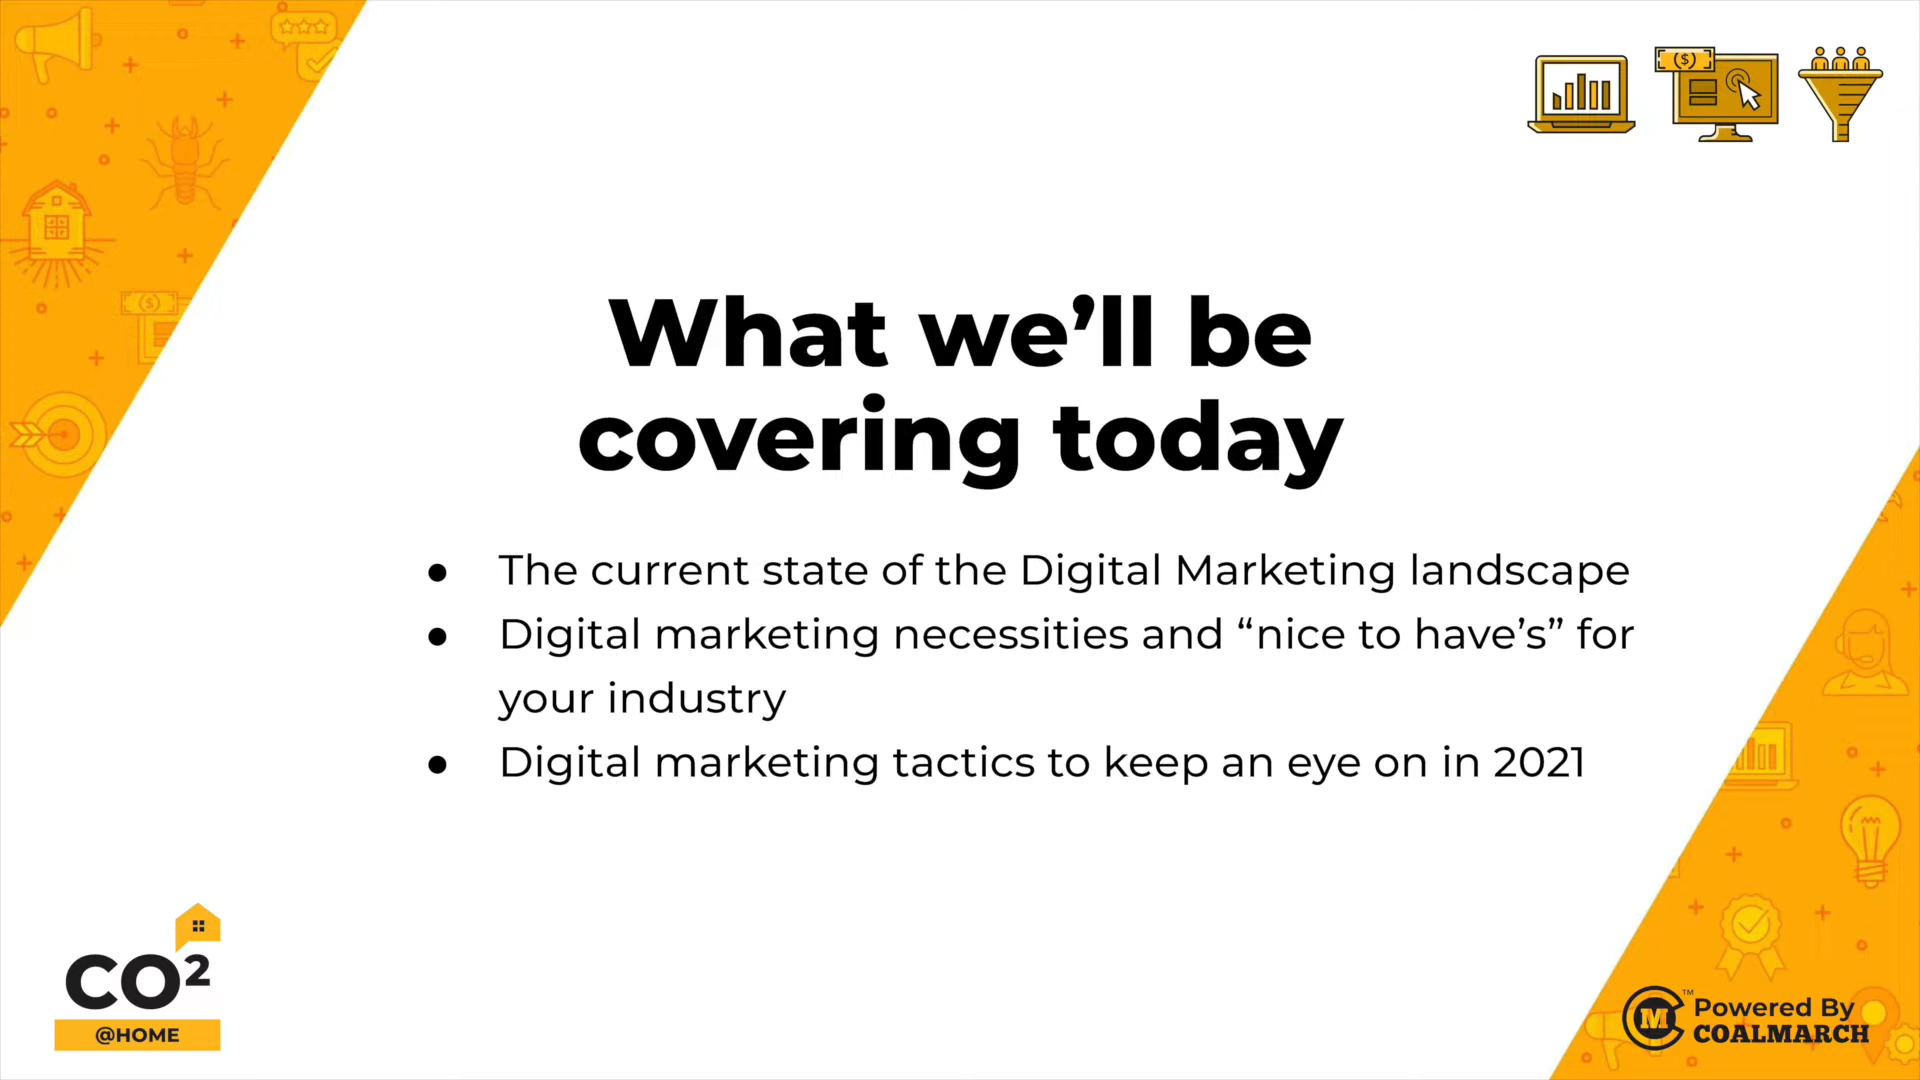 ($)
($)
What we’ll be
covering today
● The current state of the Digital Marketing landscape
● Digital marketing necessities and “nice to have’s” for
your industry
● Digital marketing tactics to keep an eye on in 2021
CO²
@HOME
CM™ Powered By
COALMARCH